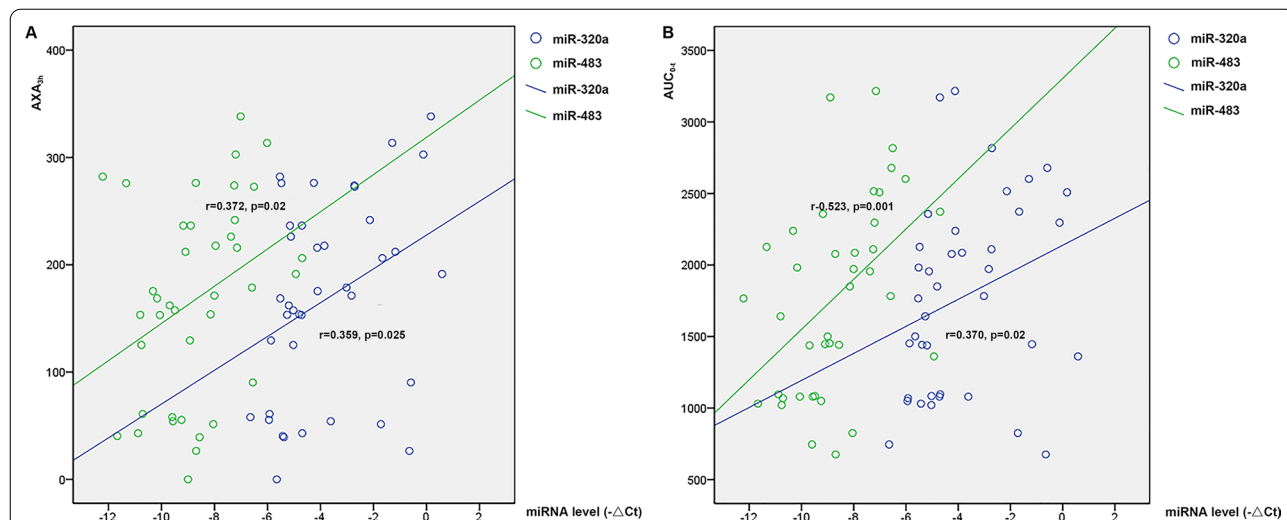 A
AXA3h
400
300
200
100
0
r=0.372, p=0.02
r=0.359, p=0.025
-12
-10
-8
-6
-4
-2
0
2
miRNA level (-△Ct)
miR-320a
miR-483
miR-320a
miR-483
B
AUC0-t
3500
3000
2500
2000
1500
1000
500
r-0.523, p=0.001
r=0.370, p=0.02
-12
-10
-8
-6
-4
-2
0
2
miRNA level (-△Ct)
miR-320a
miR-483
miR-320a
miR-483